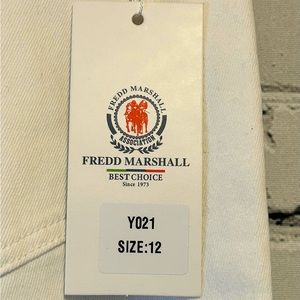 FREDD MARSHALL
ASSOCIATION
FREDD MARSHALL
BEST CHOICE
Since 1973
Y021
SIZE:12